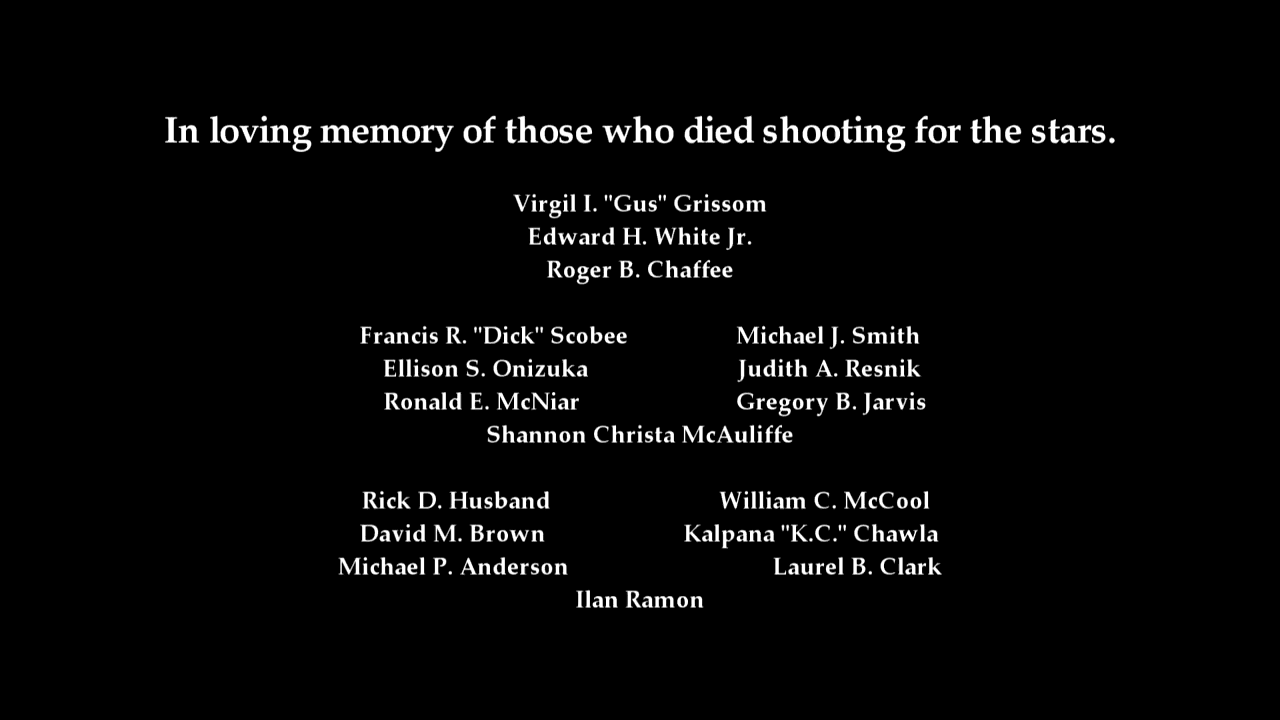 In loving memory of those who died shooting for the stars.
Virgil I. "Gus" Grissom
Edward H. White Jr.
Roger B. Chaffee
Francis R. "Dick" Scobee Michael J. Smith
Ellison S. Onizuka Judith A. Resnik
Ronald E. McNiar Gregory B. Jarvis
Shannon Christa McAuliffe
Rick D. Husband William C. McCool
David M. Brown Kalpana "K.C." Chawla
Michael P. Anderson Laurel B. Clark
Ilan Ramon